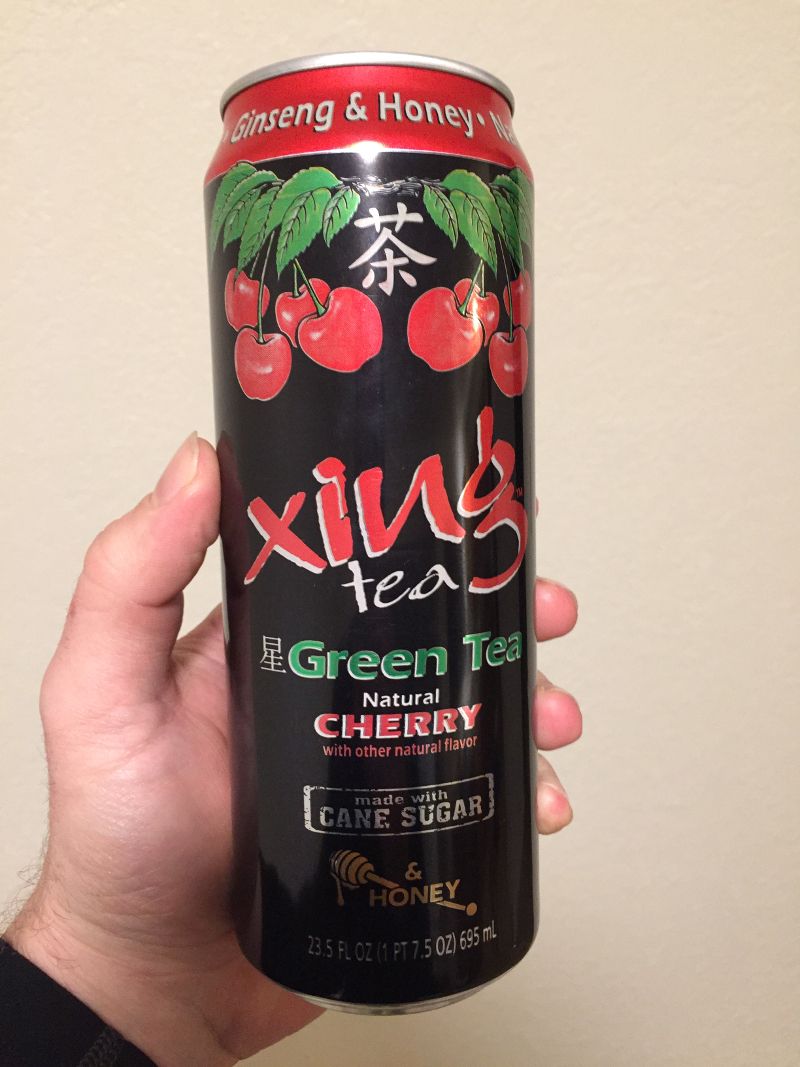 Ginseng & Honey •
茶
xing™
tea
星 Green Tea
Natural
CHERRY
with other natural flavor
made with
CANE SUGAR
&
HONEY
23.5 FL OZ (1 PT 7.5 OZ) 695 mL